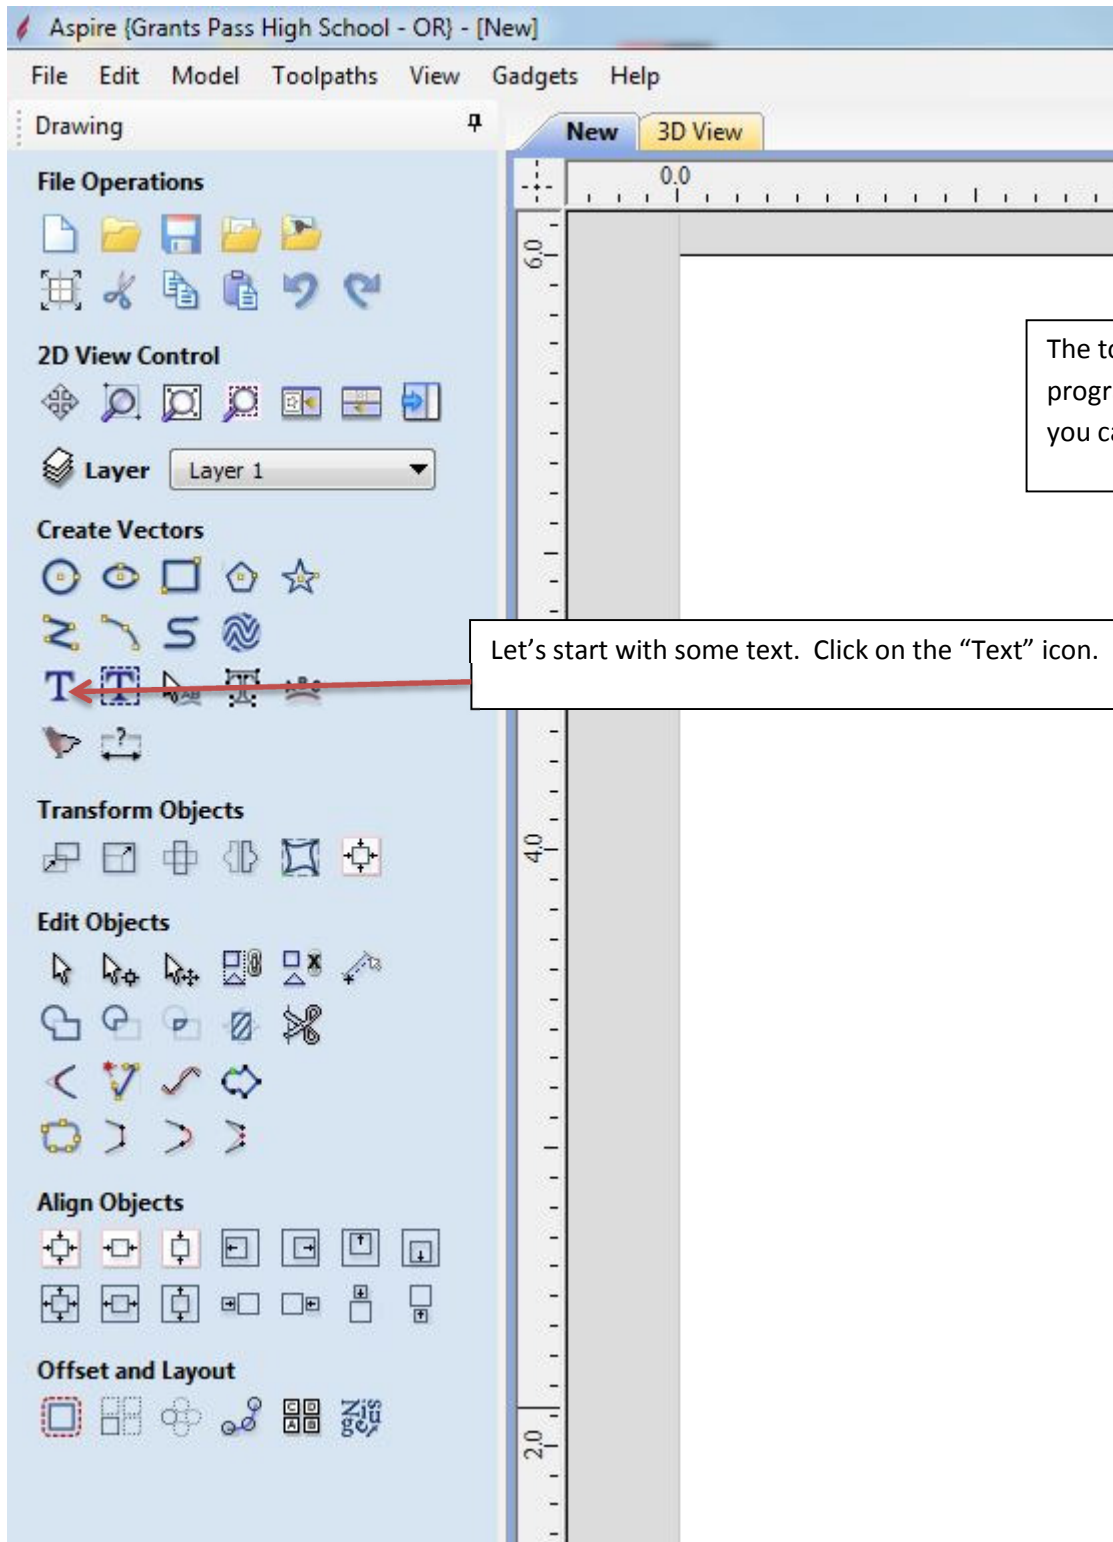 Aspire {Grants Pass High School - OR} - [New]
File Edit Model Toolpaths View Gadgets Help
Drawing
New 3D View
File Operations
0.0
6.0
2D View Control
The
progr
you
Layer Layer 1
Create Vectors
Let’s start with some text.  Click on the “Text” icon.
Transform Objects
4.0
Edit Objects
Align Objects
Offset and Layout
2.0